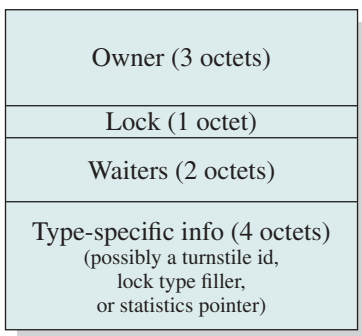 Owner (3 octets)
Lock (1 octet)
Waiters (2 octets)
Type-specific info (4 octets)
(possibly a turnstile id,
lock type filler,
or statistics pointer)